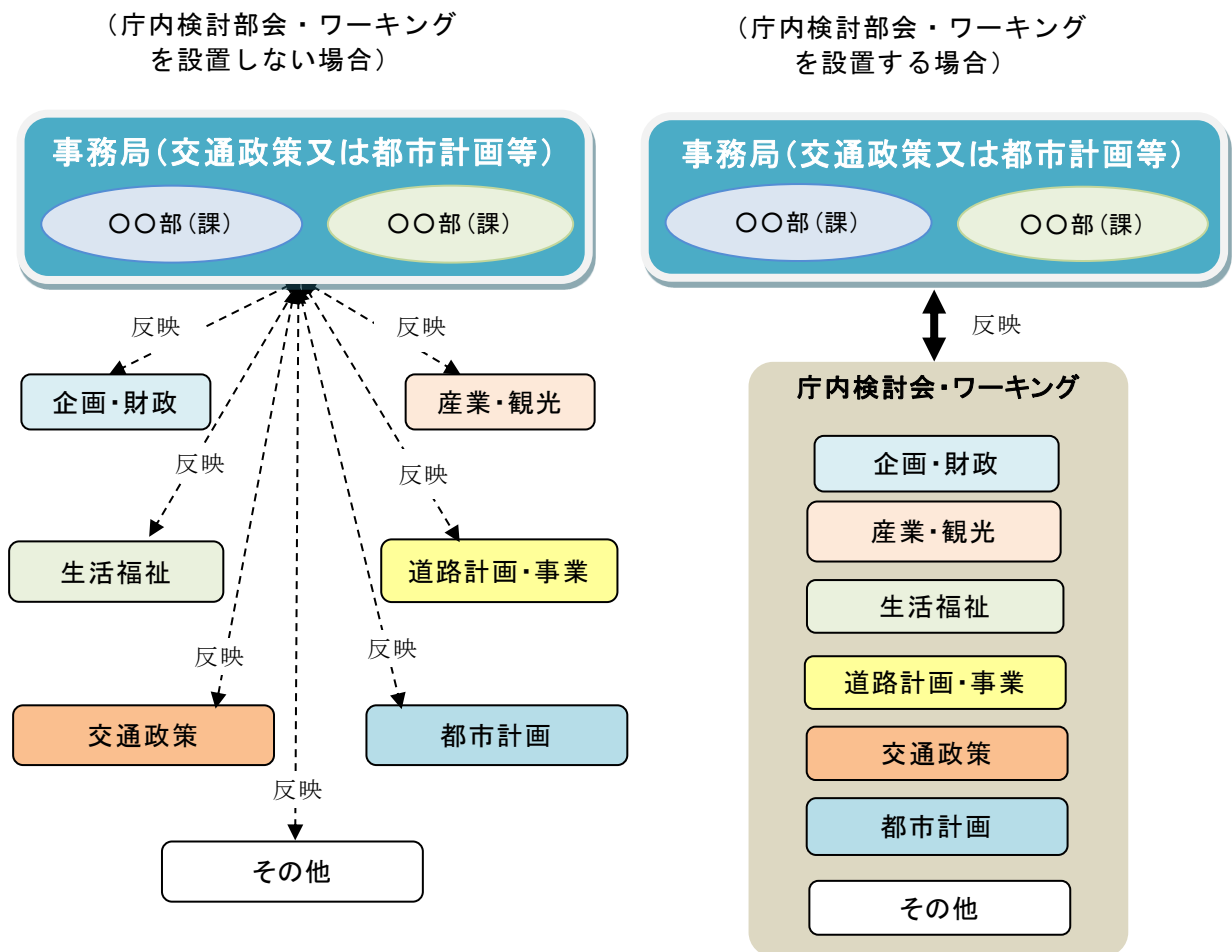 （庁内検討部会・ワーキング
を設置しない場合）
事務局（交通政策又は都市計画等）
〇〇部（課）
〇〇部（課）
反映
反映
企画・財政
産業・観光
反映
反映
生活福祉
道路計画・事業
反映
反映
交通政策
都市計画
反映
その他
（庁内検討部会・ワーキング
を設置する場合）
事務局（交通政策又は都市計画等）
〇〇部（課）
〇〇部（課）
反映
庁内検討会・ワーキング
企画・財政
産業・観光
生活福祉
道路計画・事業
交通政策
都市計画
その他